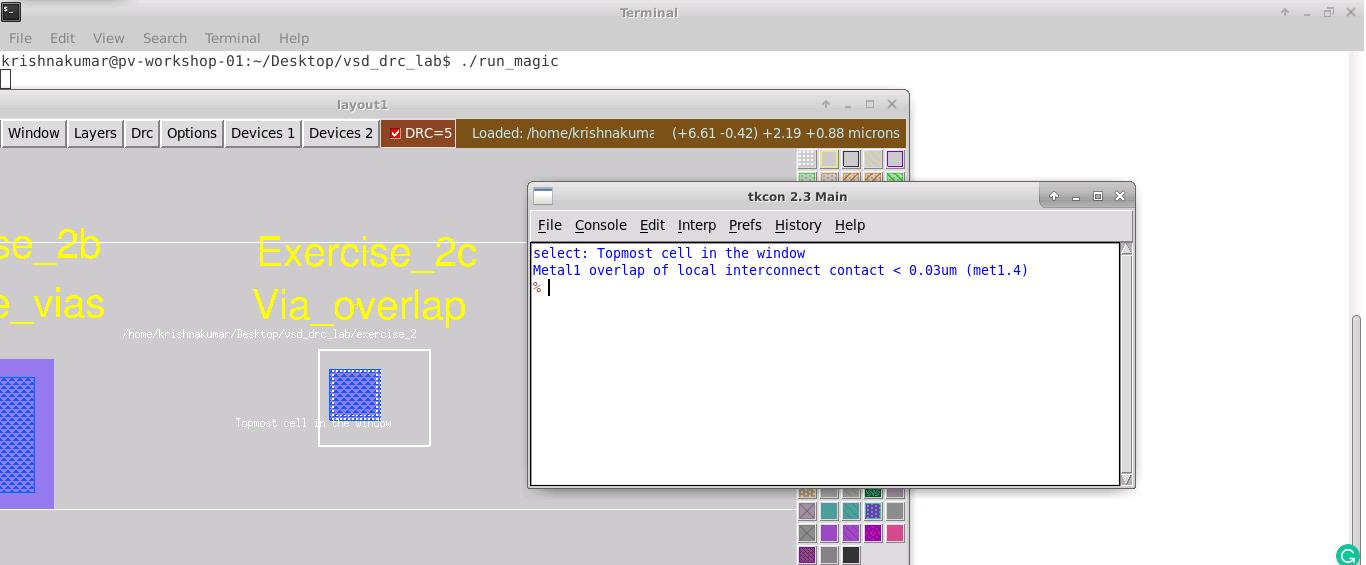 Terminal
File Edit View Search Terminal Help
krishnakumar@pv-workshop-01:~/Desktop/vsd_drc_lab$ ./run_magic
layout1
Window Layers Drc Options Devices 1 Devices 2 DRC=5 Loaded: /home/krishnakuma (+6.61 -0.42) +2.19 +0.88 microns
tkcon 2.3 Main
File Console Edit Interp Prefs History Help
select: Topmost cell in the window
Metal1 overlap of local interconnect contact < 0.03um (met1.4)
%
se_2b Exercise_2c
e_vias Via_overlap
/home/krishnakumar/Desktop/vsd_drc_lab/exercise_2
Topmost cell in the window